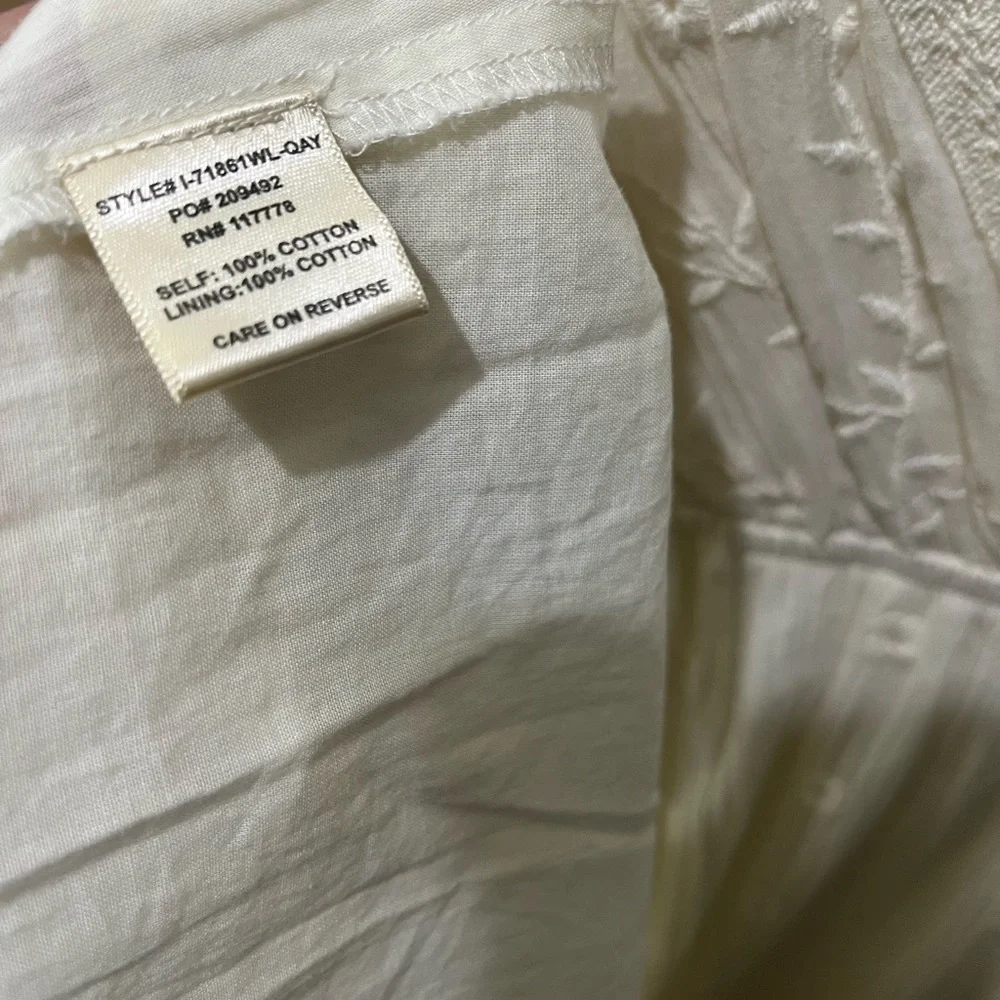 STYLE# I-71861WL-QAY
PO# 209492
RN# 117778
SELF: 100% COTTON
LINING:100% COTTON
CARE ON REVERSE